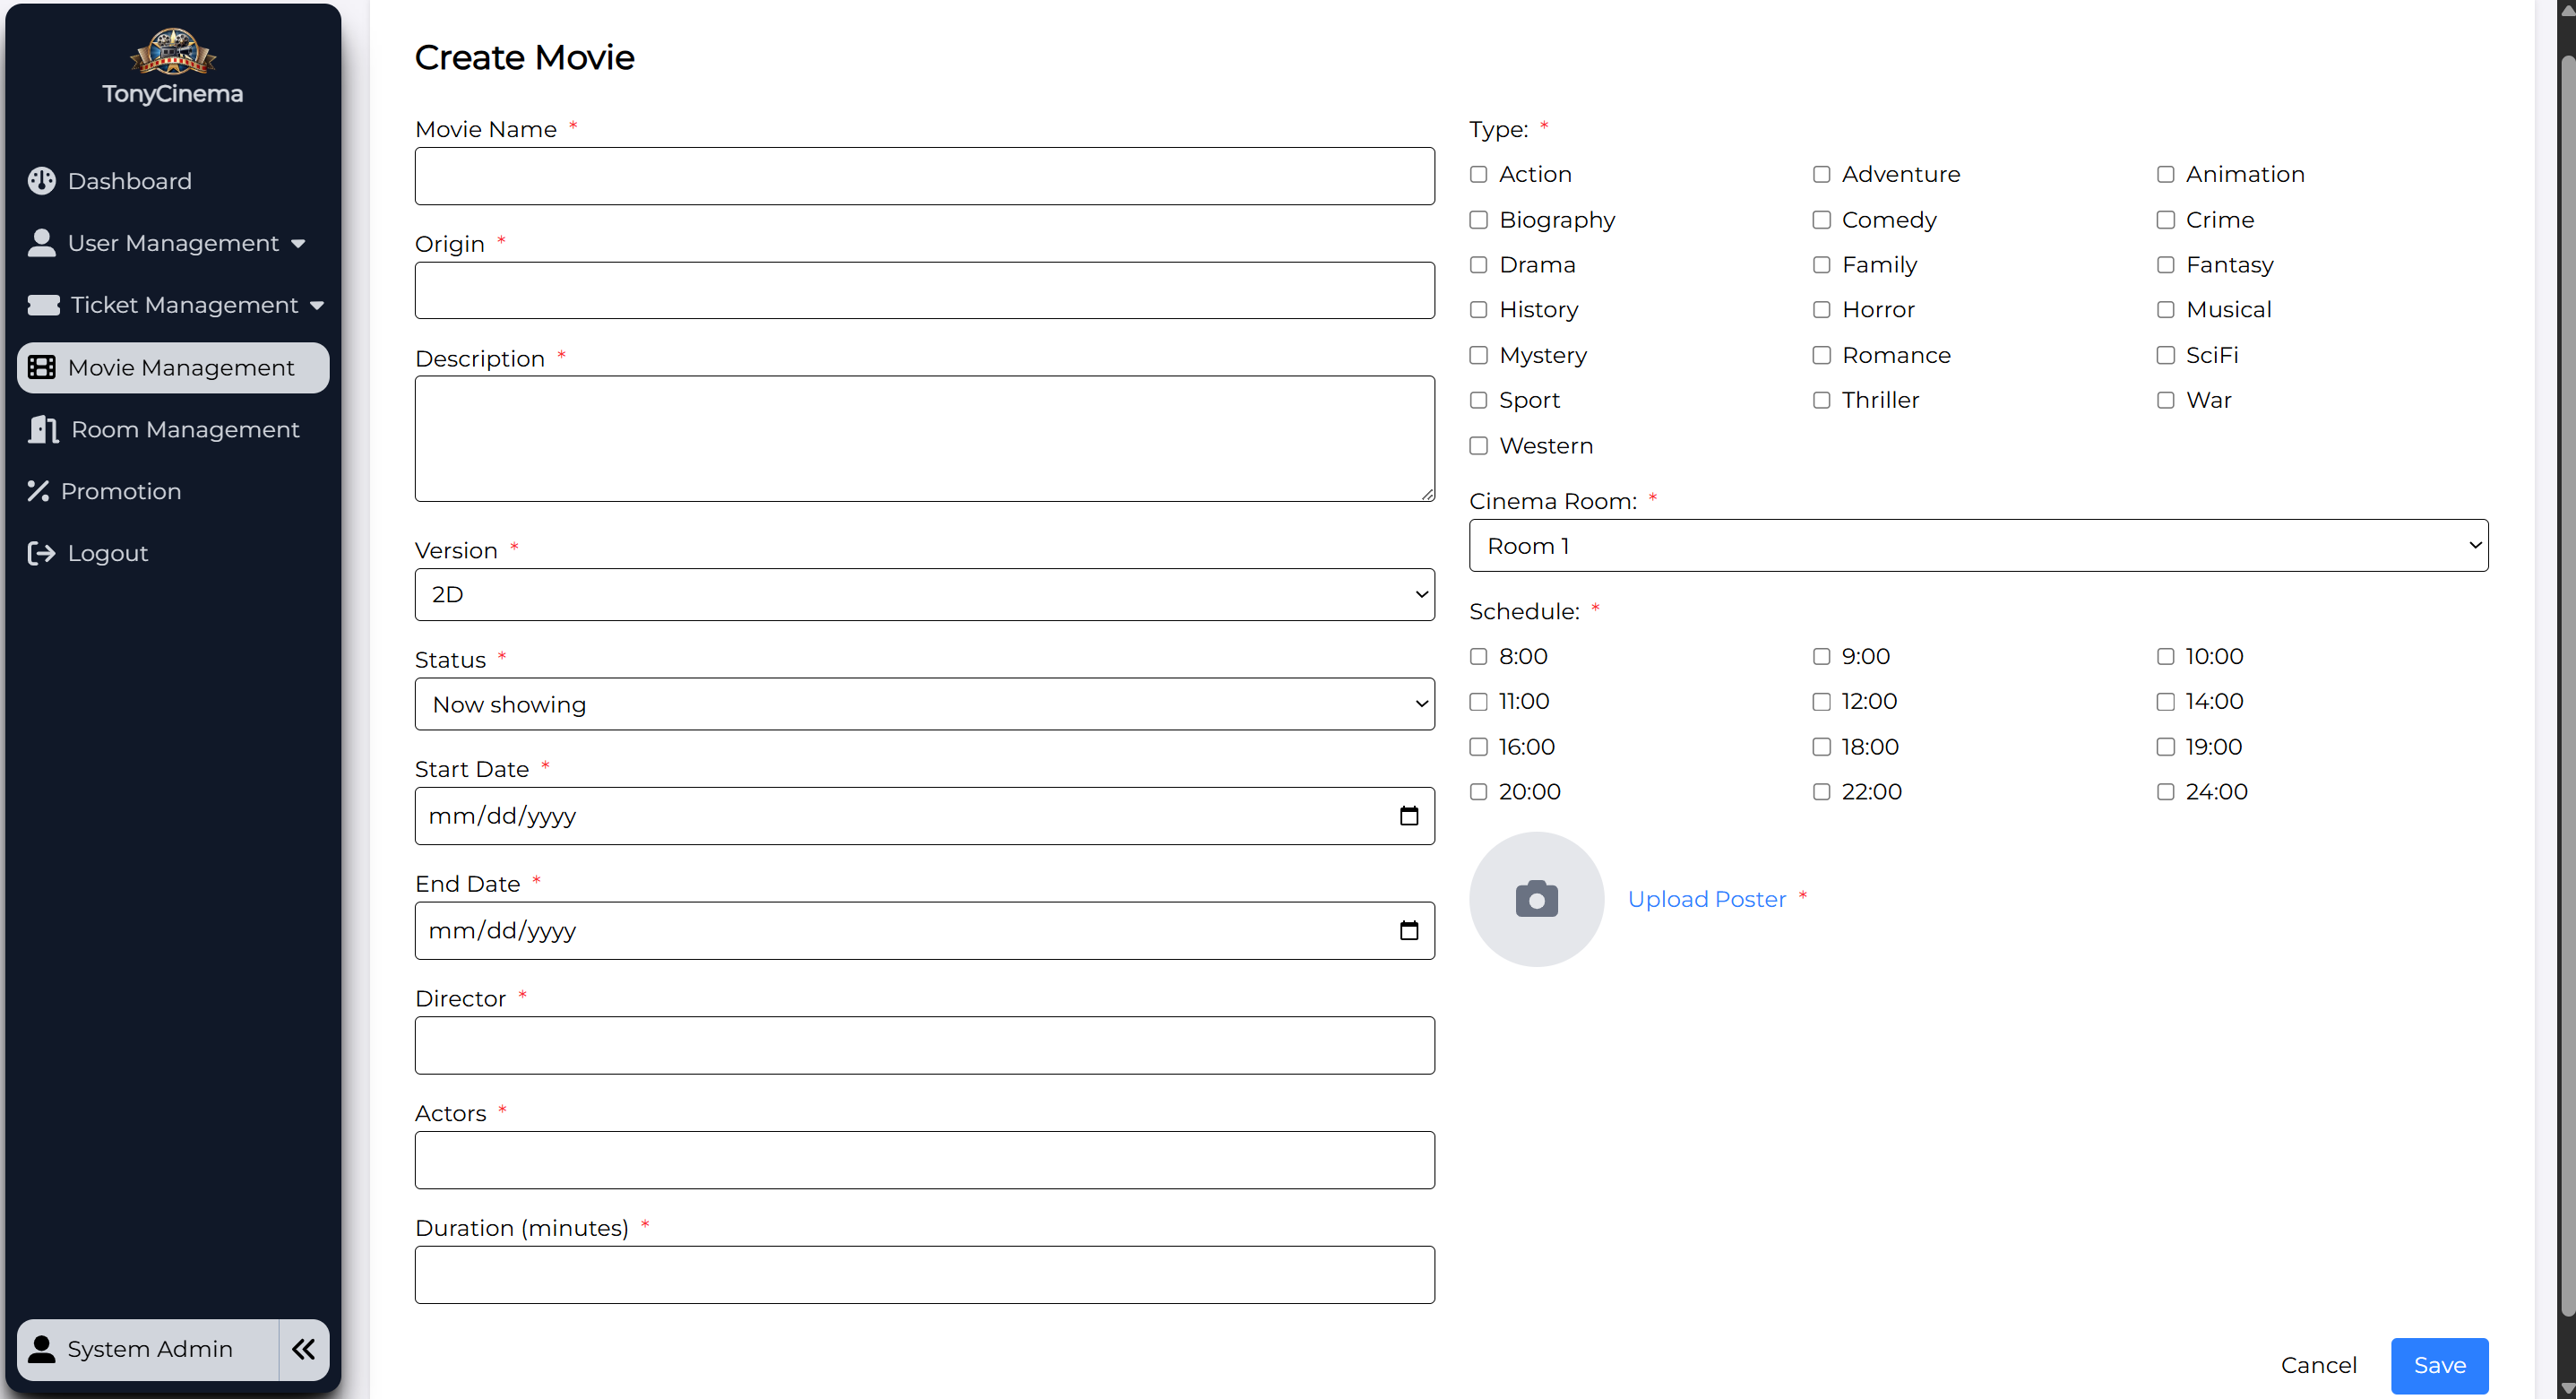 TonyCinema
Dashboard
User Management
Ticket Management
Movie Management
Room Management
Promotion
Logout
System Admin
Create Movie
Movie Name *
Origin *
Description *
Version *
2D
Status *
Now showing
Start Date *
mm/dd/yyyy
End Date *
mm/dd/yyyy
Director *
Actors *
Duration (minutes) *
Type: *
Action Adventure Animation
Biography Comedy Crime
Drama Family Fantasy
History Horror Musical
Mystery Romance SciFi
Sport Thriller War
Western
Cinema Room: *
Room 1
Schedule: *
8:00 9:00 10:00
11:00 12:00 14:00
16:00 18:00 19:00
20:00 22:00 24:00
Upload Poster *
Cancel Save